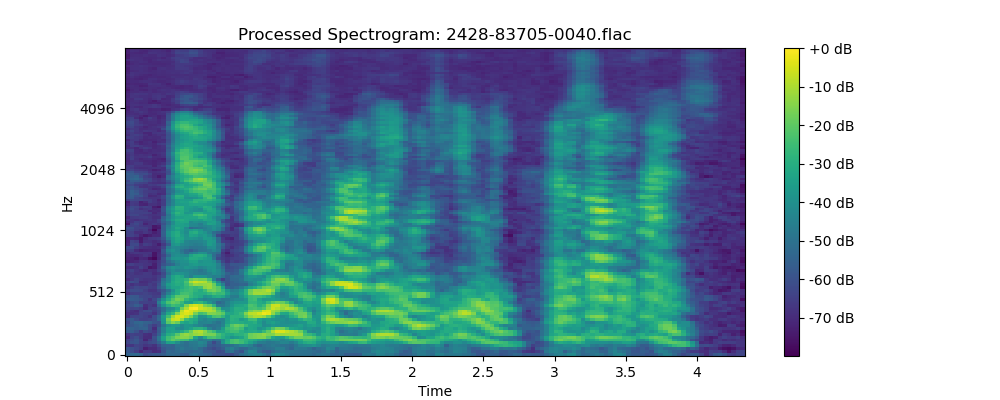 Processed Spectrogram: 2428-83705-0040.flac
Hz
4096
2048
1024
512
0
0 0.5 1 1.5 2 2.5 3 3.5 4
Time
+0 dB
-10 dB
-20 dB
-30 dB
-40 dB
-50 dB
-60 dB
-70 dB